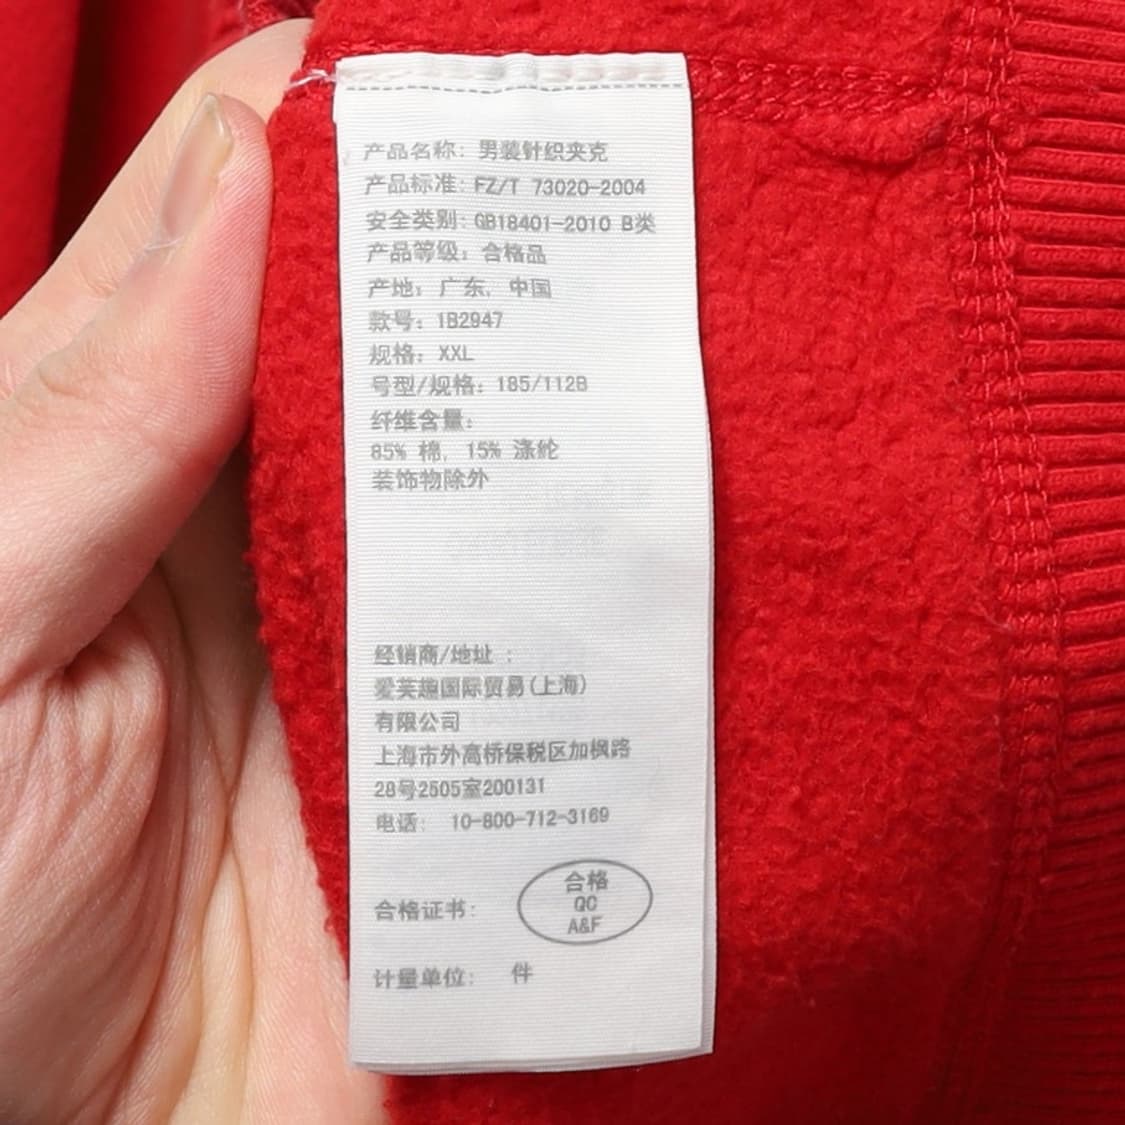 产品名称: 男装针织夹克
产品标准: FZ/T 73020-2004
安全类别: GB18401-2010 B类
产品等级: 合格品
产地: 广东, 中国
款号: 1B2947
规格: XXL
号型/规格: 185/112B
纤维含量:
85% 棉, 15% 涤纶
装饰物除外
经销商/地址 :
爱芙趣国际贸易(上海)
有限公司
上海市外高桥保税区加枫路
28号2505室200131
电话: 10-800-712-3169
合格证书:
合格
QC
A&F
计量单位: 件